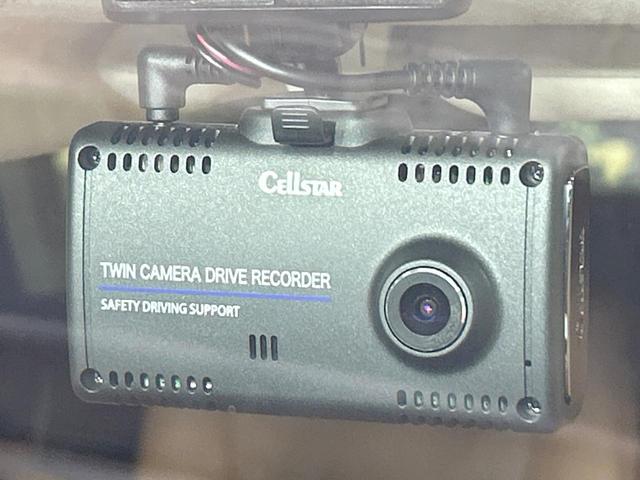 CELLSTAR
TWIN CAMERA DRIVE RECORDER
SAFETY DRIVING SUPPORT